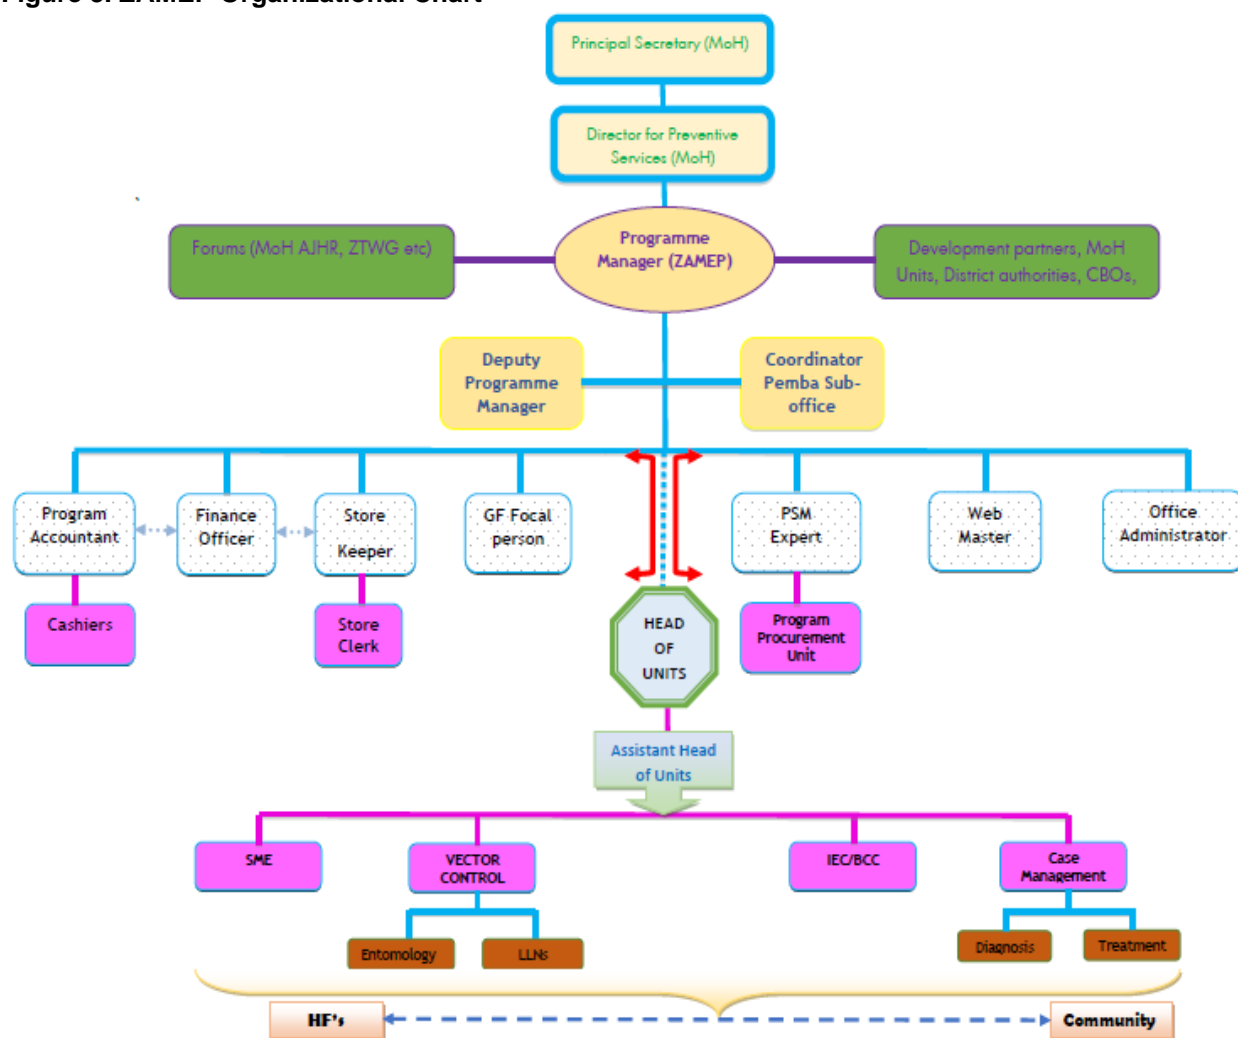 Figure 3. ZAMEP Organizational Chart
Principal Secretary (MoH)
Director for Preventive
Services (MoH)
Forums (MoH AJHR, ZTWG etc)
Programme
Manager (ZAMEP)
Development partners, MoH
Units, District authorities, CBOs,
Deputy
Programme
Manager
Coordinator
Pemba Sub-
office
Program
Accountant
Finance
Officer
Store
Keeper
GF Focal
person
PSM
Expert
Web
Master
Office
Administrator
Cashiers
Store
Clerk
HEAD
OF
UNITS
Program
Procurement
Unit
Assistant Head
of Units
SME
VECTOR
CONTROL
IEC/BCC
Case
Management
Entomology
LLNs
Diagnosis
Treatment
HF's
Community